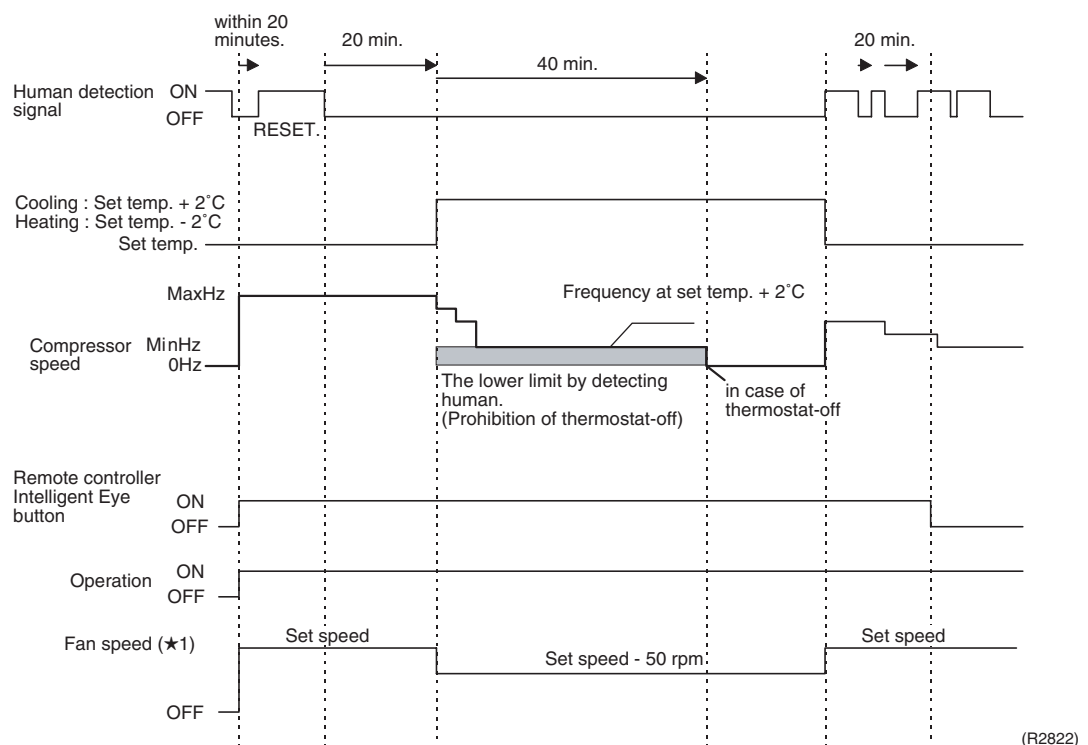 within 20
minutes.
20 min.
40 min.
20 min.
Human detection
signal
ON
OFF
RESET.
Cooling : Set temp. + 2˚C
Heating : Set temp. - 2˚C
Set temp.
MaxHz
Frequency at set temp. + 2˚C
Compressor
speed
MinHz
0Hz
The lower limit by detecting
human.
(Prohibition of thermostat-off)
in case of
thermostat-off
Remote controller
Intelligent Eye
button
ON
OFF
Operation
ON
OFF
Fan speed (★1)
Set speed
Set speed - 50 rpm
Set speed
OFF
(R2822)